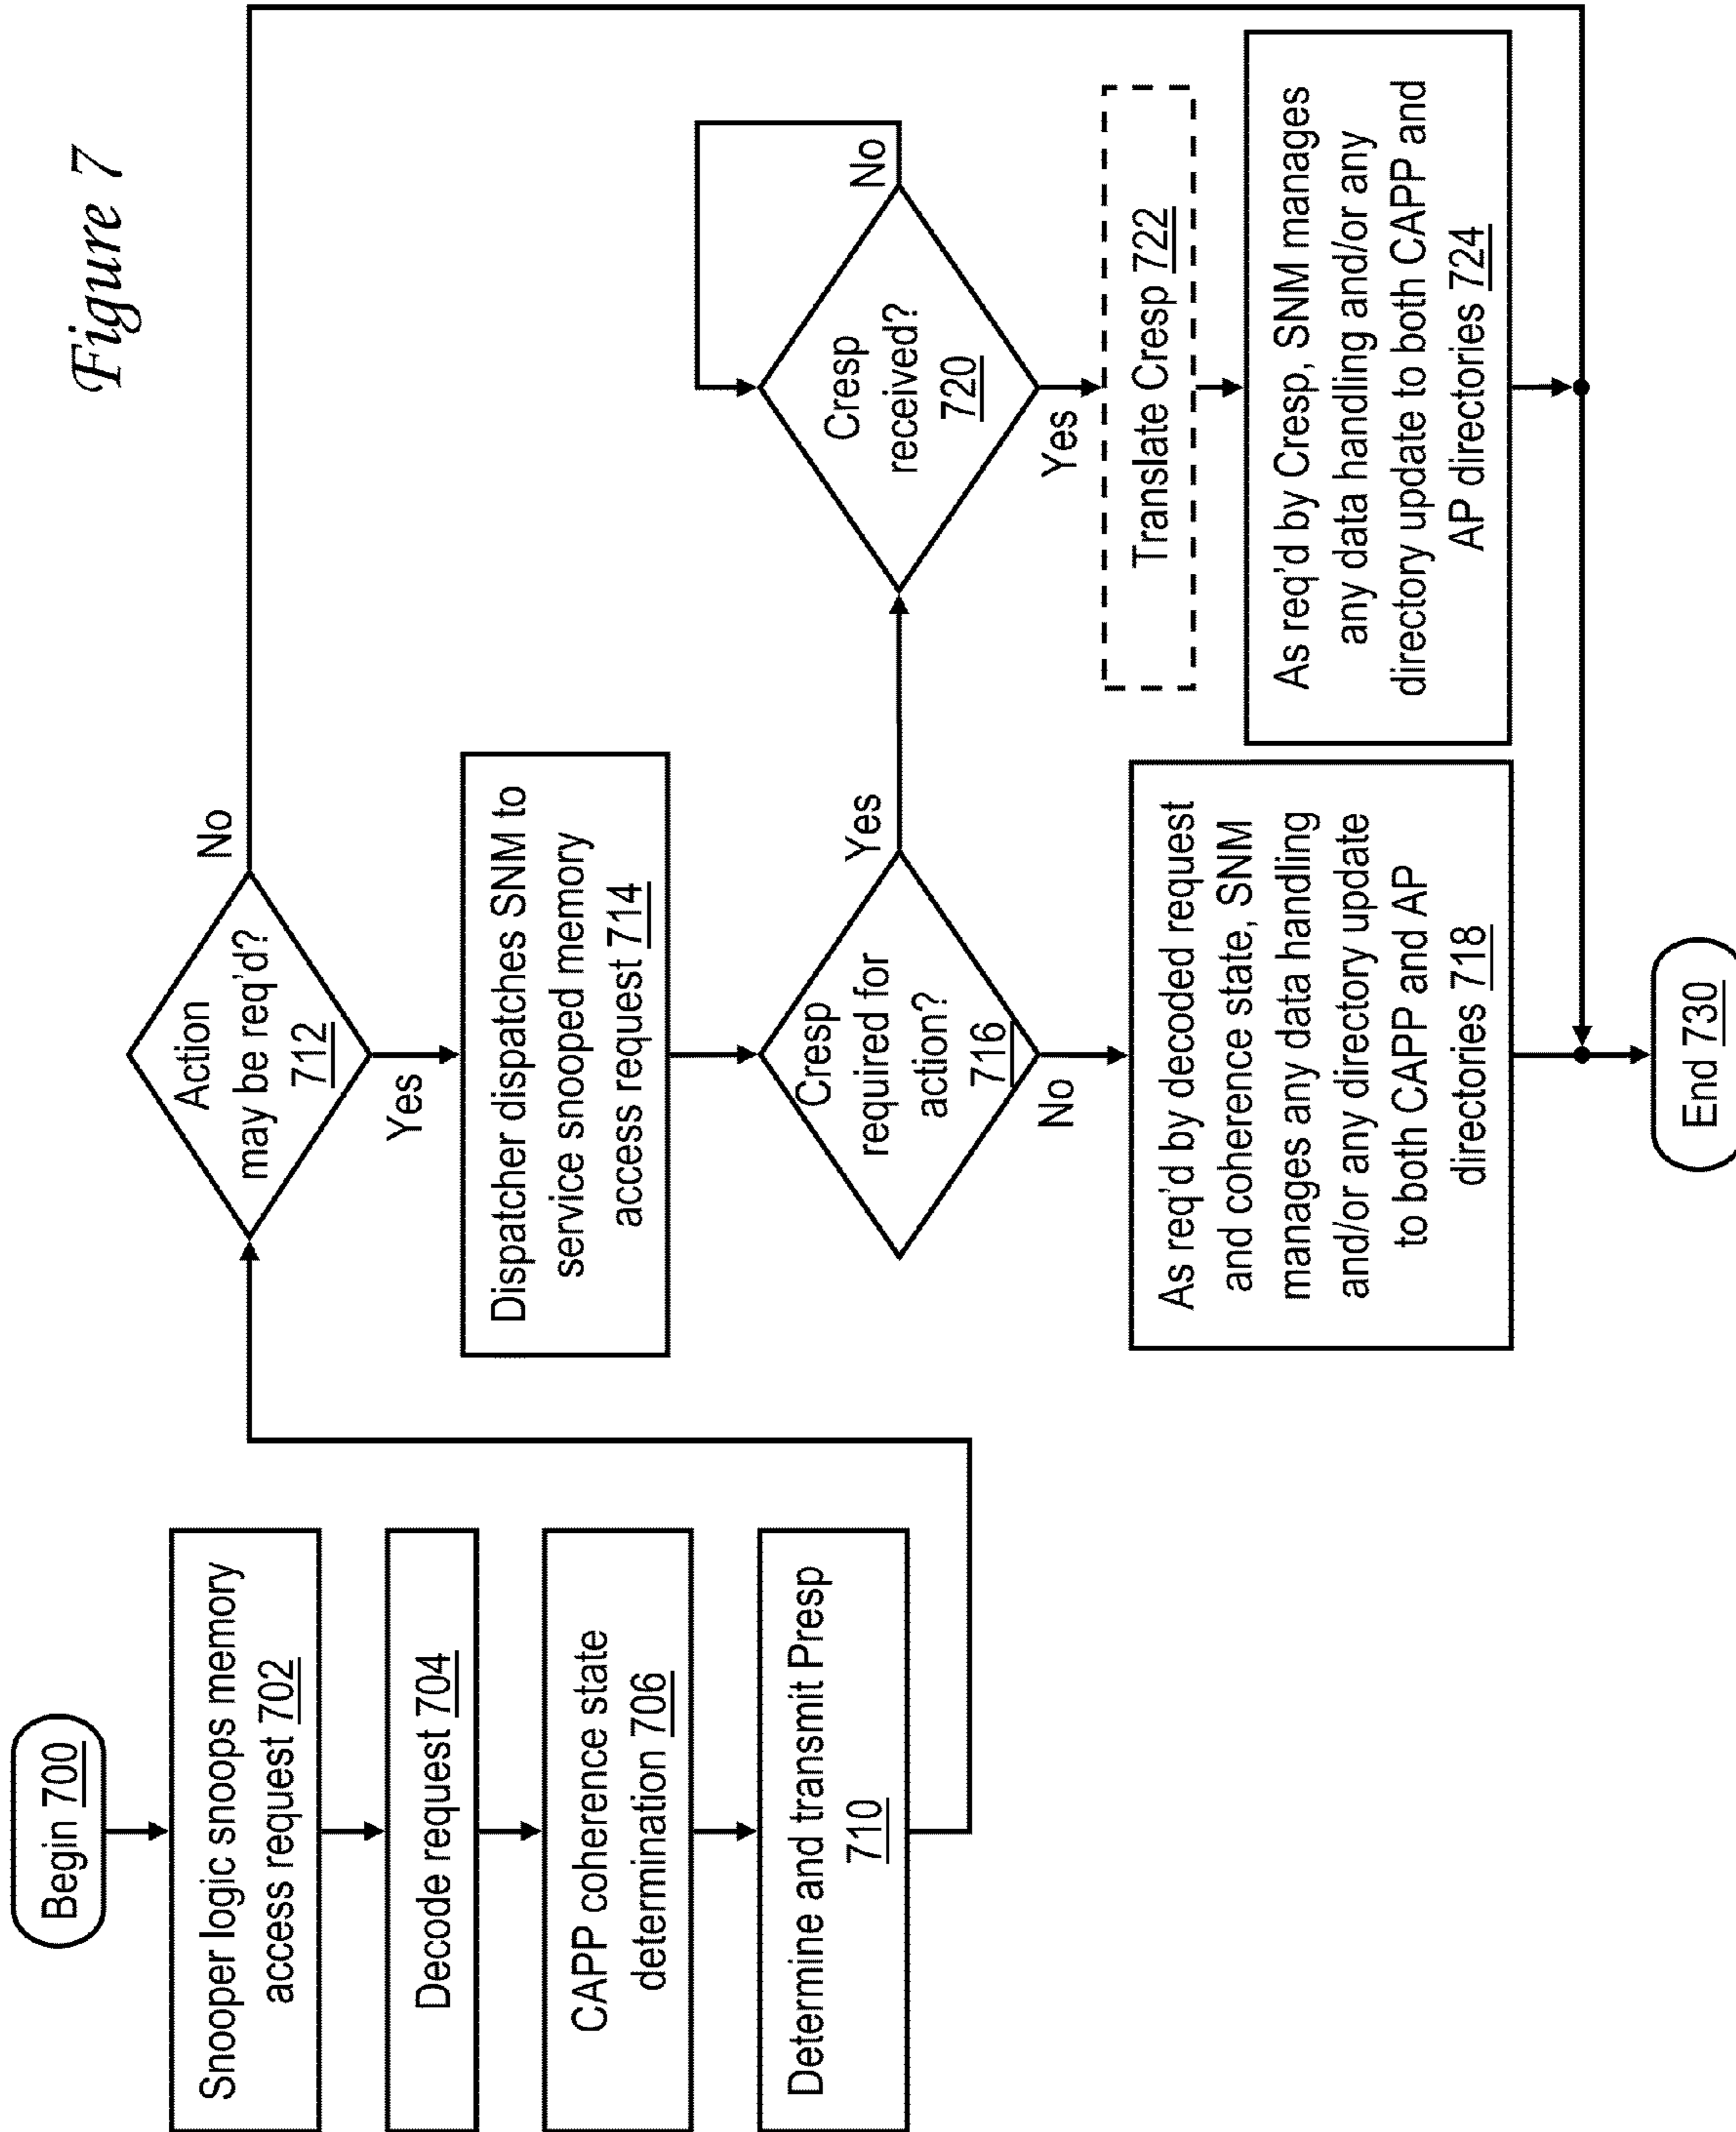 Figure 7
Begin 700
Snooper logic snoops memory
access request 702
Decode request 704
CAPP coherence state
determination 706
Determine and transmit Presp
710
Action
may be req'd?
712
No
Yes
Dispatcher dispatches SNM to
service snooped memory
access request 714
Cresp
required for
action?
716
Yes
No
As req'd by decoded request
and coherence state, SNM
manages any data handling
and/or any directory update
to both CAPP and AP
directories 718
Cresp
received?
720
No
Yes
Translate Cresp 722
As req'd by Cresp, SNM manages
any data handling and/or any
directory update to both CAPP and
AP directories 724
End 730